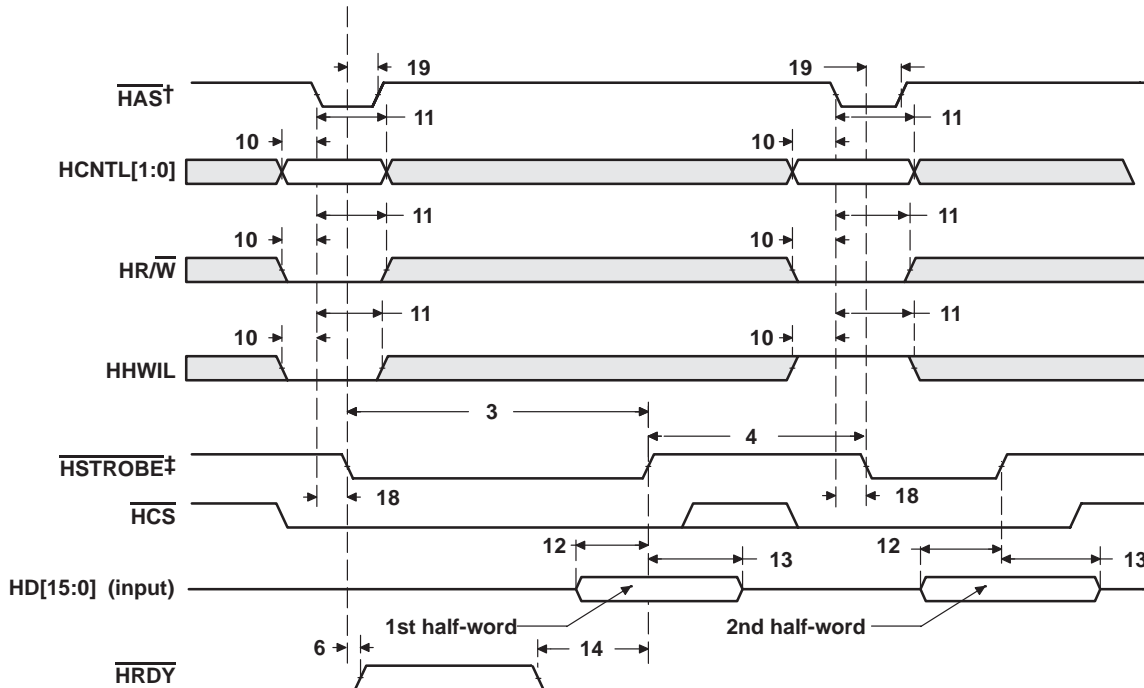 19 19
HAS†
11 11
10 10
HCNTL[1:0]
11 11
10 10
HR/W
11 11
10 10
HHWIL
3
4
HSTROBE‡
18 18
HCS
12 12
13 13
HD[15:0] (input)
1st half-word 2nd half-word
6 14
HRDY